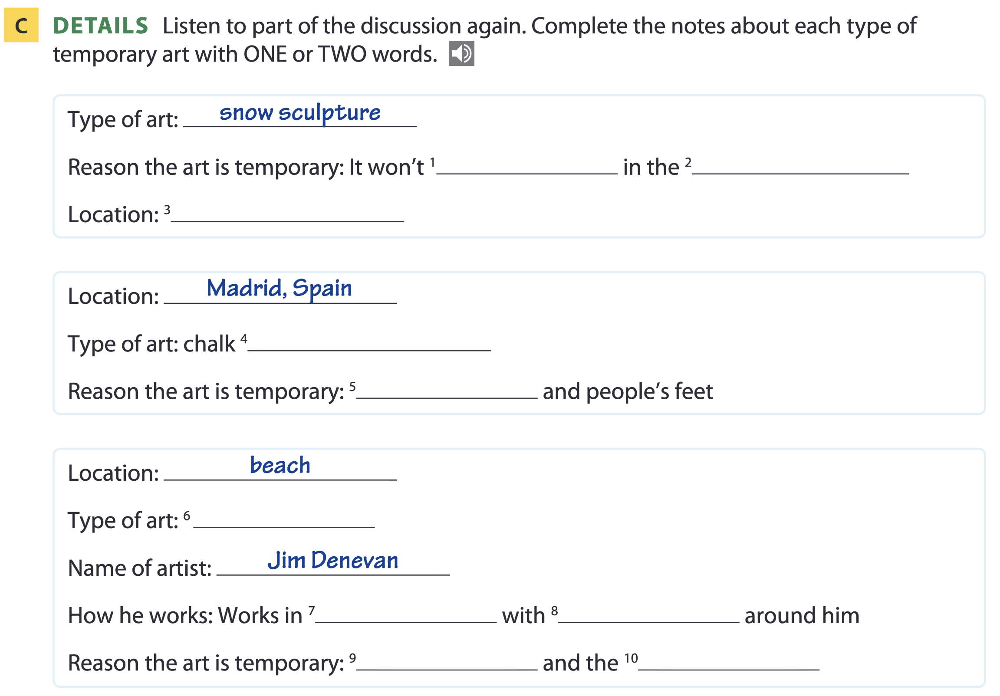 C DETAILS Listen to part of the discussion again. Complete the notes about each type of
temporary art with ONE or TWO words.
Type of art: snow sculpture
Reason the art is temporary: It won’t 1 in the 2
Location: 3
Location: Madrid, Spain
Type of art: chalk 4
Reason the art is temporary: 5 and people’s feet
Location: beach
Type of art: 6
Name of artist: Jim Denevan
How he works: Works in 7 with 8 around him
Reason the art is temporary: 9 and the 10